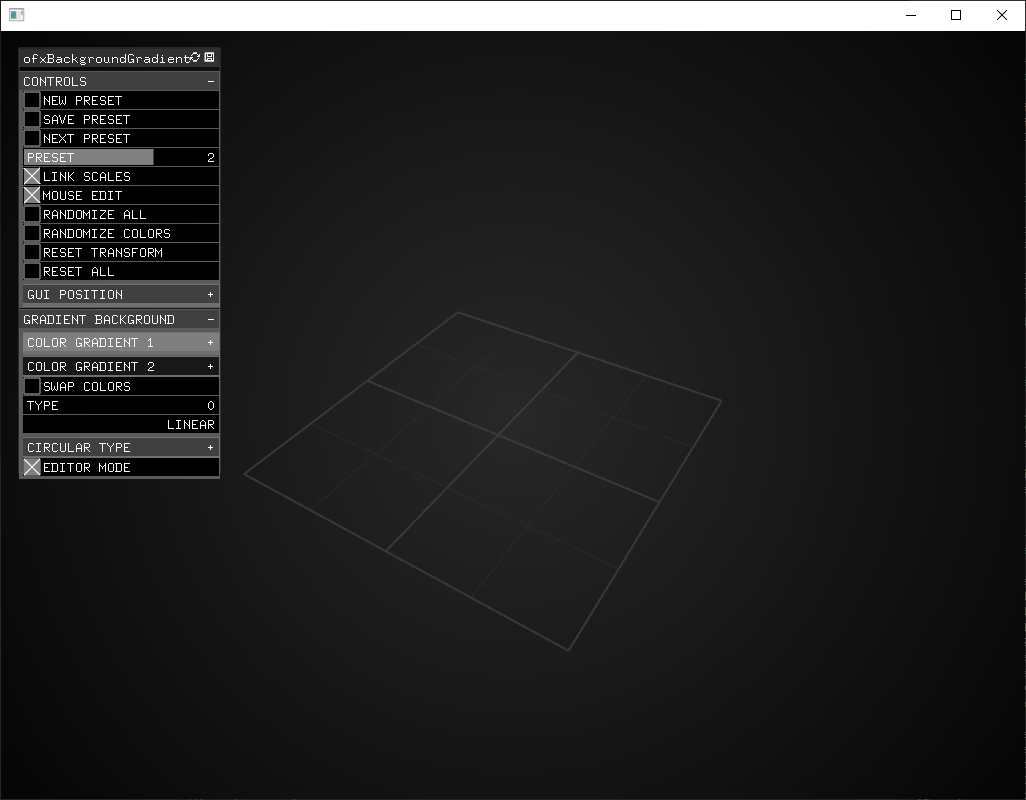 ofxBackgroundGradient
CONTROLS -
NEW PRESET
SAVE PRESET
NEXT PRESET
PRESET 2
LINK SCALES
MOUSE EDIT
RANDOMIZE ALL
RANDOMIZE COLORS
RESET TRANSFORM
RESET ALL
GUI POSITION +
GRADIENT BACKGROUND -
COLOR GRADIENT 1 +
COLOR GRADIENT 2 +
SWAP COLORS
TYPE 0
LINEAR
CIRCULAR TYPE +
EDITOR MODE